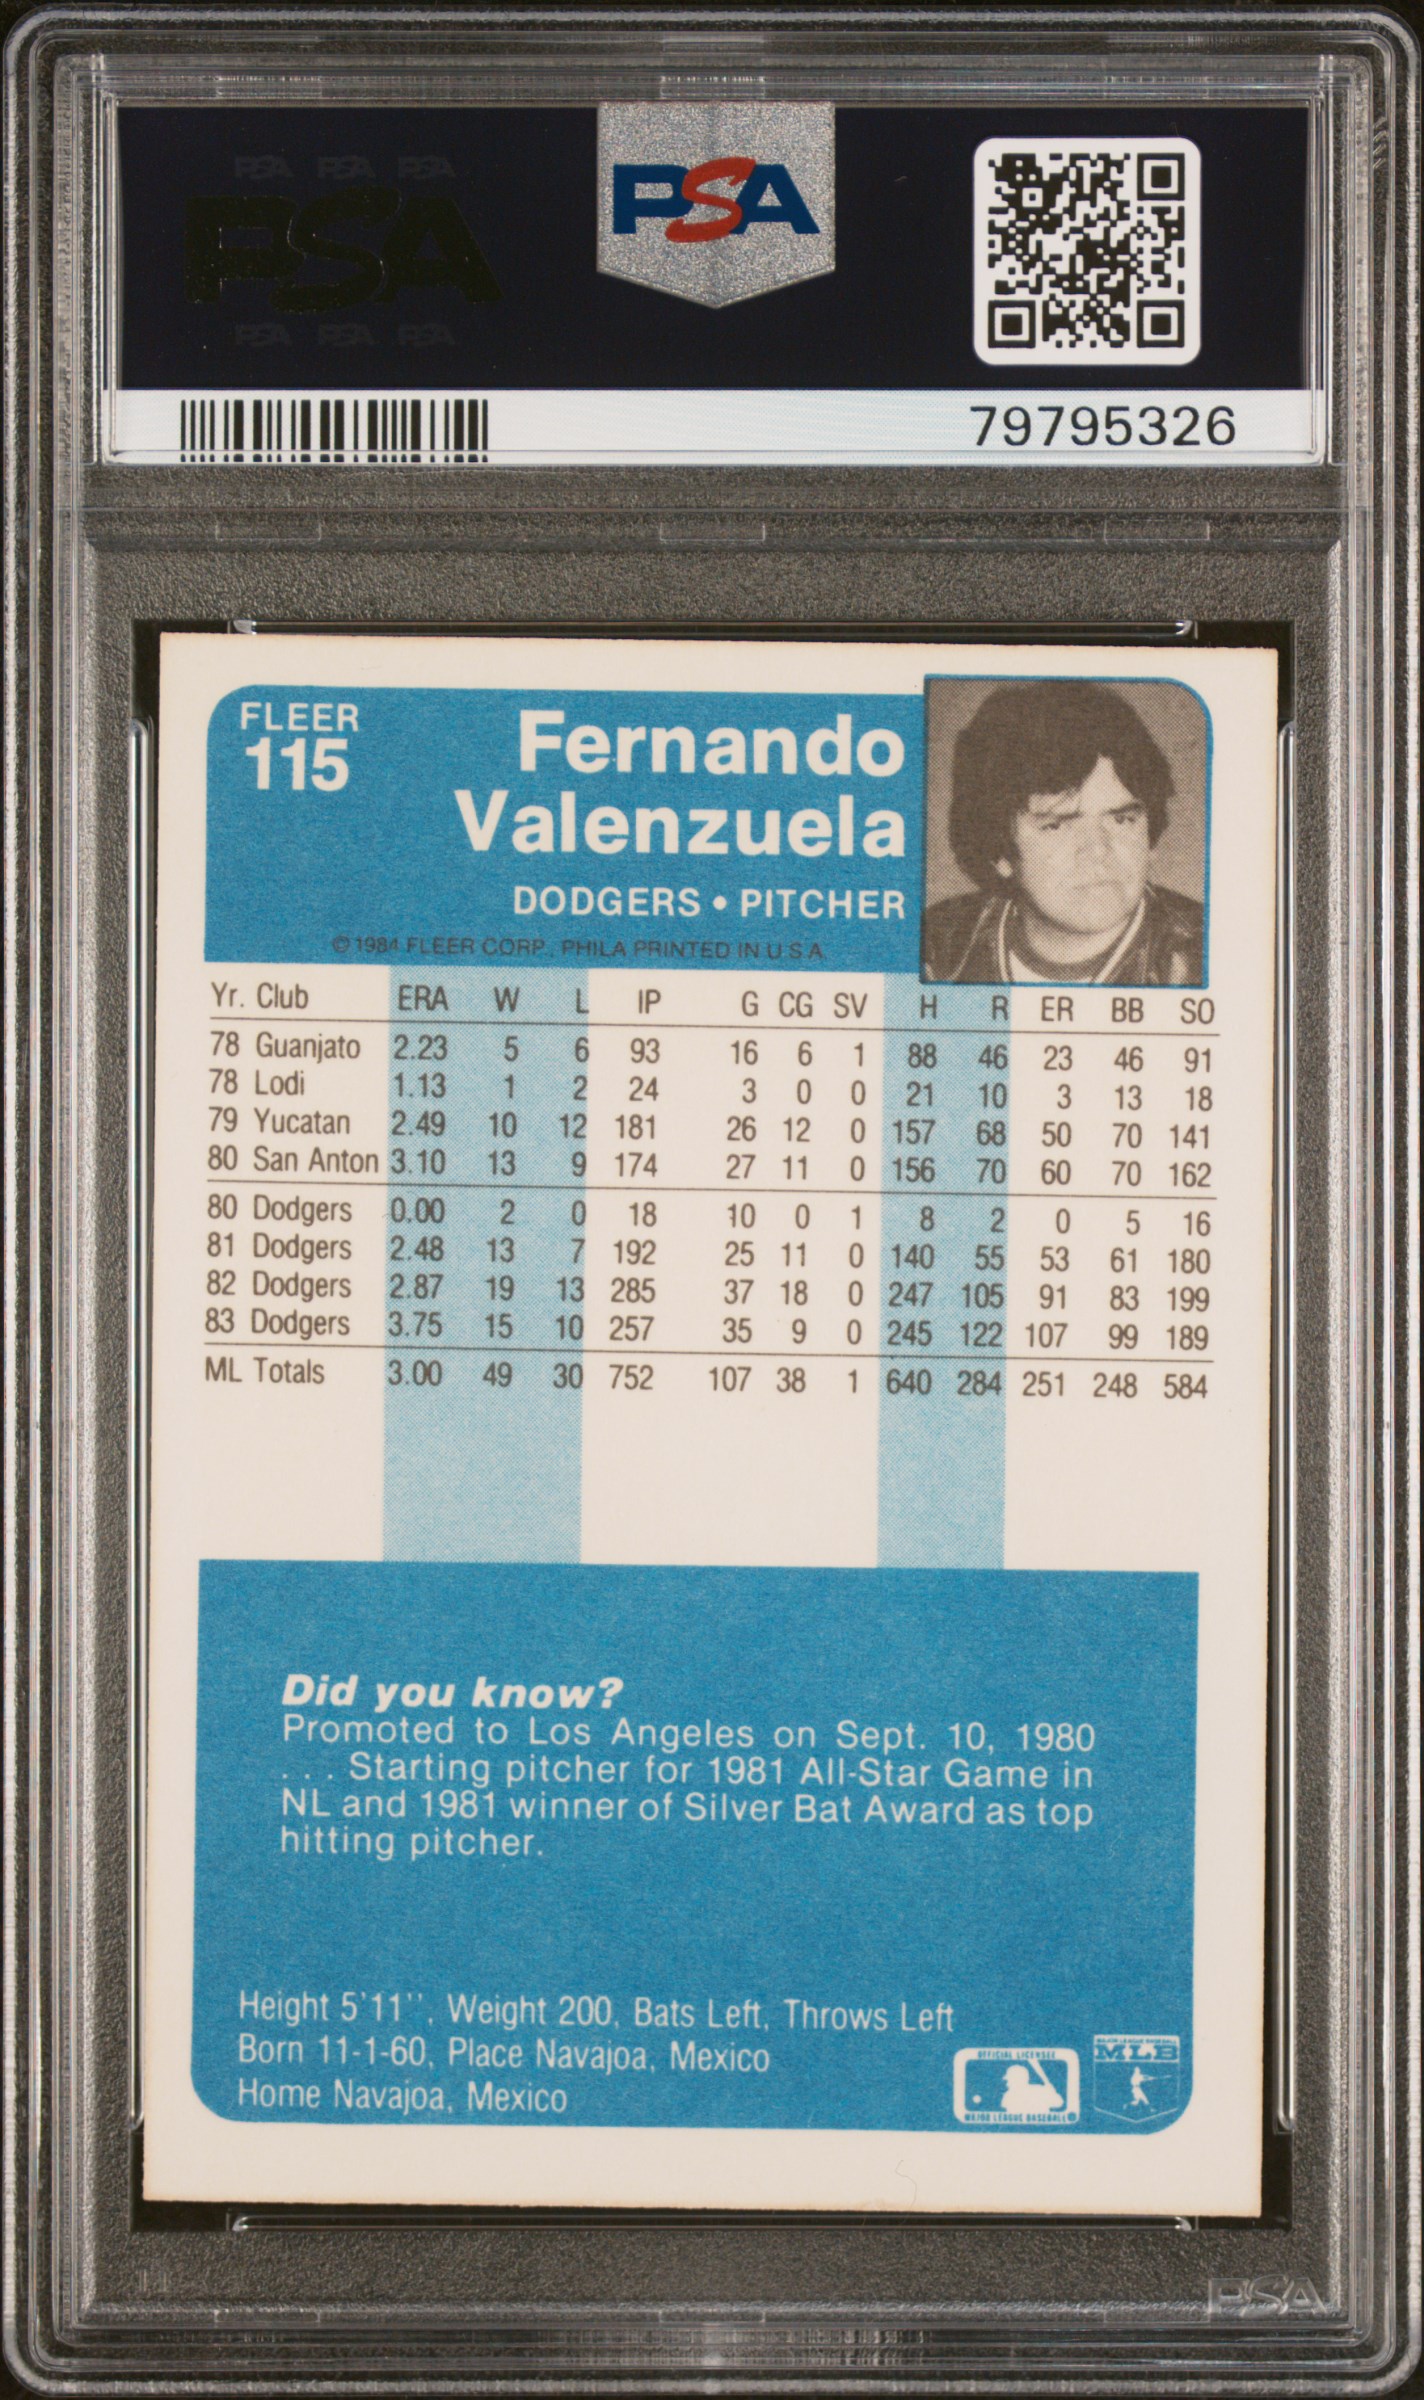 PSA PSA PSA
PSA
PSA
PSA PSA PSA
79795326
FLEER
115
Fernando
Valenzuela
DODGERS • PITCHER
© 1984 FLEER CORP., PHILA PRINTED IN U S A
Yr. Club ERA W L IP G CG SV H R ER BB SO
78 Guanjato 2.23 5 6 93 16 6 1 88 46 23 46 91
78 Lodi 1.13 1 2 24 3 0 0 21 10 3 13 18
79 Yucatan 2.49 10 12 181 26 12 0 157 68 50 70 141
80 San Anton 3.10 13 9 174 27 11 0 156 70 60 70 162
80 Dodgers 0.00 2 0 18 10 0 1 8 2 0 5 16
81 Dodgers 2.48 13 7 192 25 11 0 140 55 53 61 180
82 Dodgers 2.87 19 13 285 37 18 0 247 105 91 83 199
83 Dodgers 3.75 15 10 257 35 9 0 245 122 107 99 189
ML Totals 3.00 49 30 752 107 38 1 640 284 251 248 584
Did you know?
Promoted to Los Angeles on Sept. 10, 1980
. . . Starting pitcher for 1981 All-Star Game in
NL and 1981 winner of Silver Bat Award as top
hitting pitcher.
Height 5'11'', Weight 200, Bats Left, Throws Left
Born 11-1-60, Place Navajoa, Mexico
Home Navajoa, Mexico
OFFICIAL LICENSEE
MAJOR LEAGUE BASEBALL
MAJOR LEAGUE BASEBALL
MLB
PSA